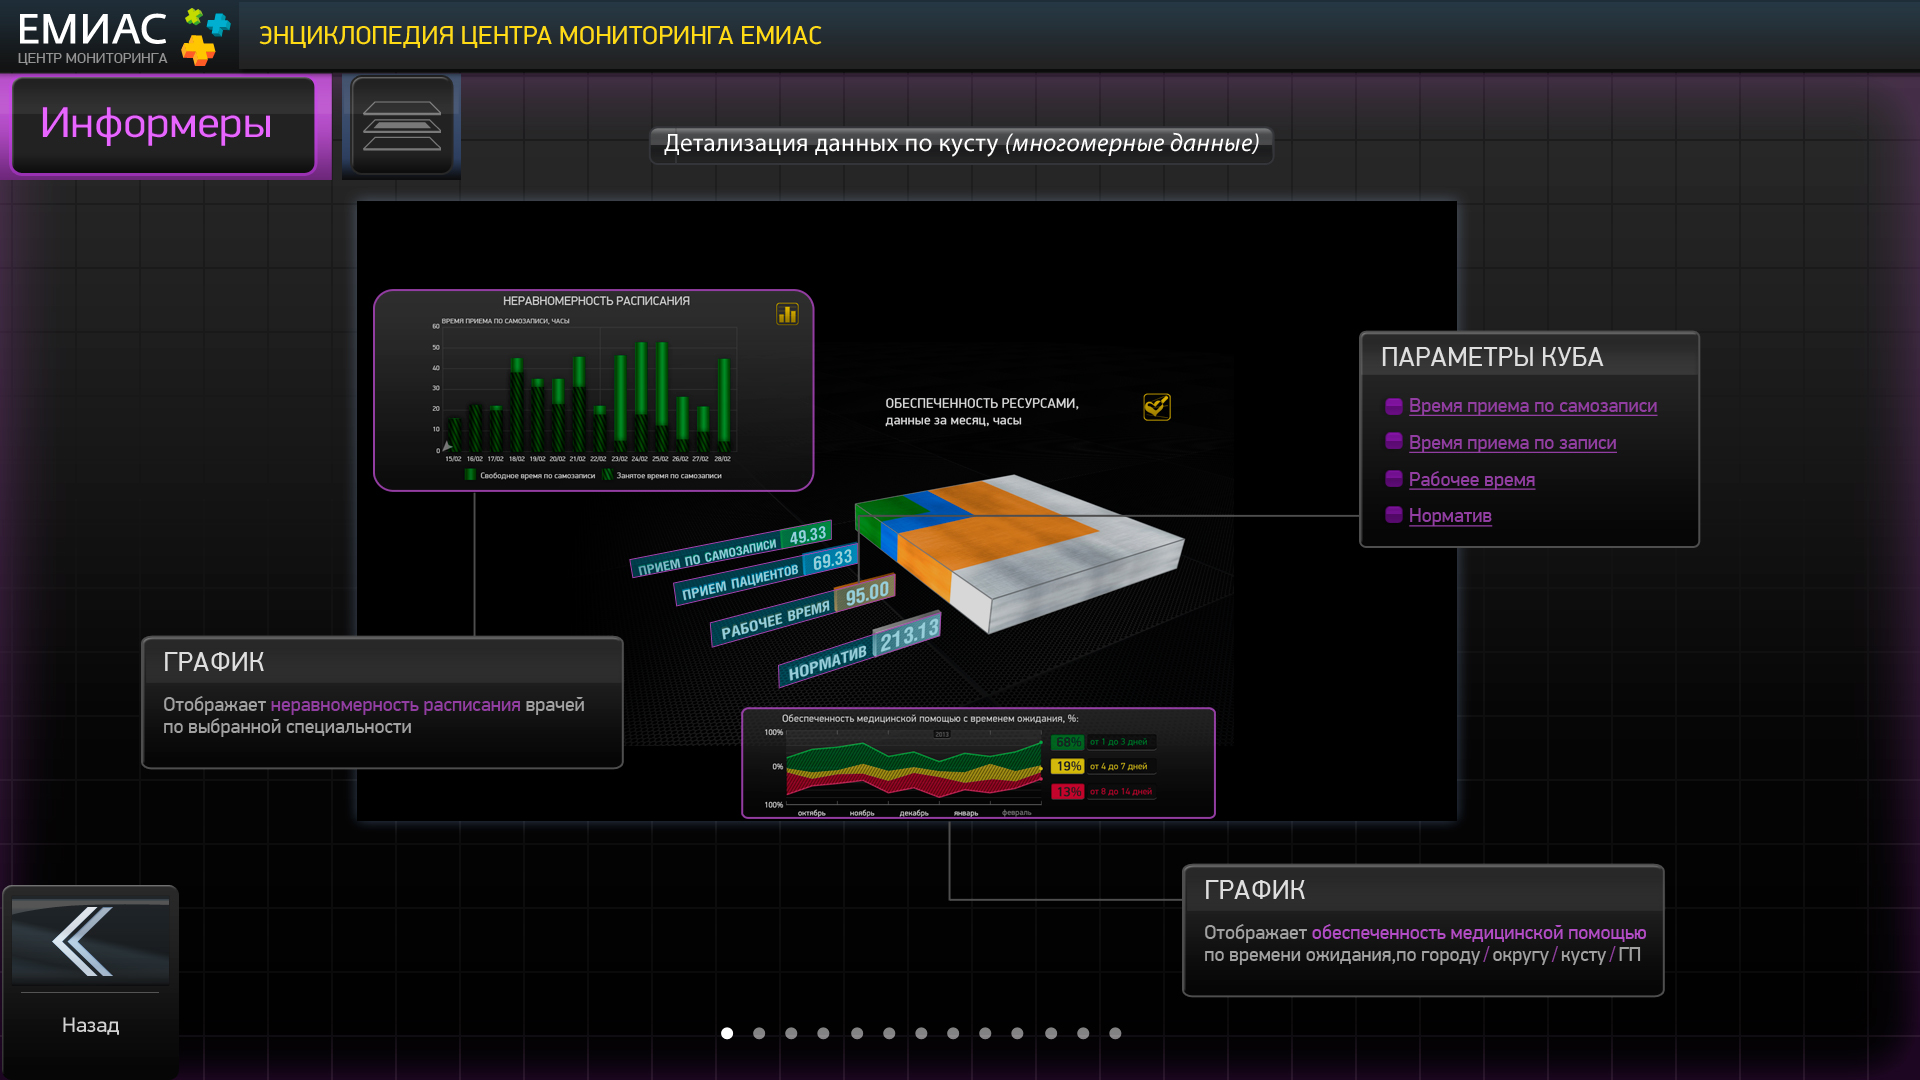 ЕМИАС
ЦЕНТР МОНИТОРИНГА
ЭНЦИКЛОПЕДИЯ ЦЕНТРА МОНИТОРИНГА ЕМИАС
Информеры
Детализация данных по кусту (многомерные данные)
НЕРАВНОМЕРНОСТЬ РАСПИСАНИЯ
ВРЕМЯ ПРИЕМА ПО САМОЗАПИСИ, ЧАСЫ
60
50
40
30
20
10
0
15/02 16/02 17/02 18/02 19/02 20/02 21/02 22/02 23/02 24/02 25/02 26/02 27/02 28/02
Свободное время по самозаписи Занятое время по самозаписи
ОБЕСПЕЧЕННОСТЬ РЕСУРСАМИ,
данные за месяц, часы
ПАРАМЕТРЫ КУБА
Время приема по самозаписи
Время приема по записи
Рабочее время
Норматив
ПРИЕМ ПО САМОЗАПИСИ 49.33
ПРИЕМ ПАЦИЕНТОВ 69.33
РАБОЧЕЕ ВРЕМЯ 95.00
НОРМАТИВ 213.13
ГРАФИК
Отображает неравномерность расписания врачей
по выбранной специальности
Обеспеченность медицинской помощью с временем ожидания, %:
2013
100%
0%
100%
октябрь ноябрь декабрь январь февраль
68% от 1 до 3 дней
19% от 4 до 7 дней
13% от 8 до 14 дней
ГРАФИК
Отображает обеспеченность медицинской помощью
по времени ожидания,по городу/округу/кусту/ГП
Назад